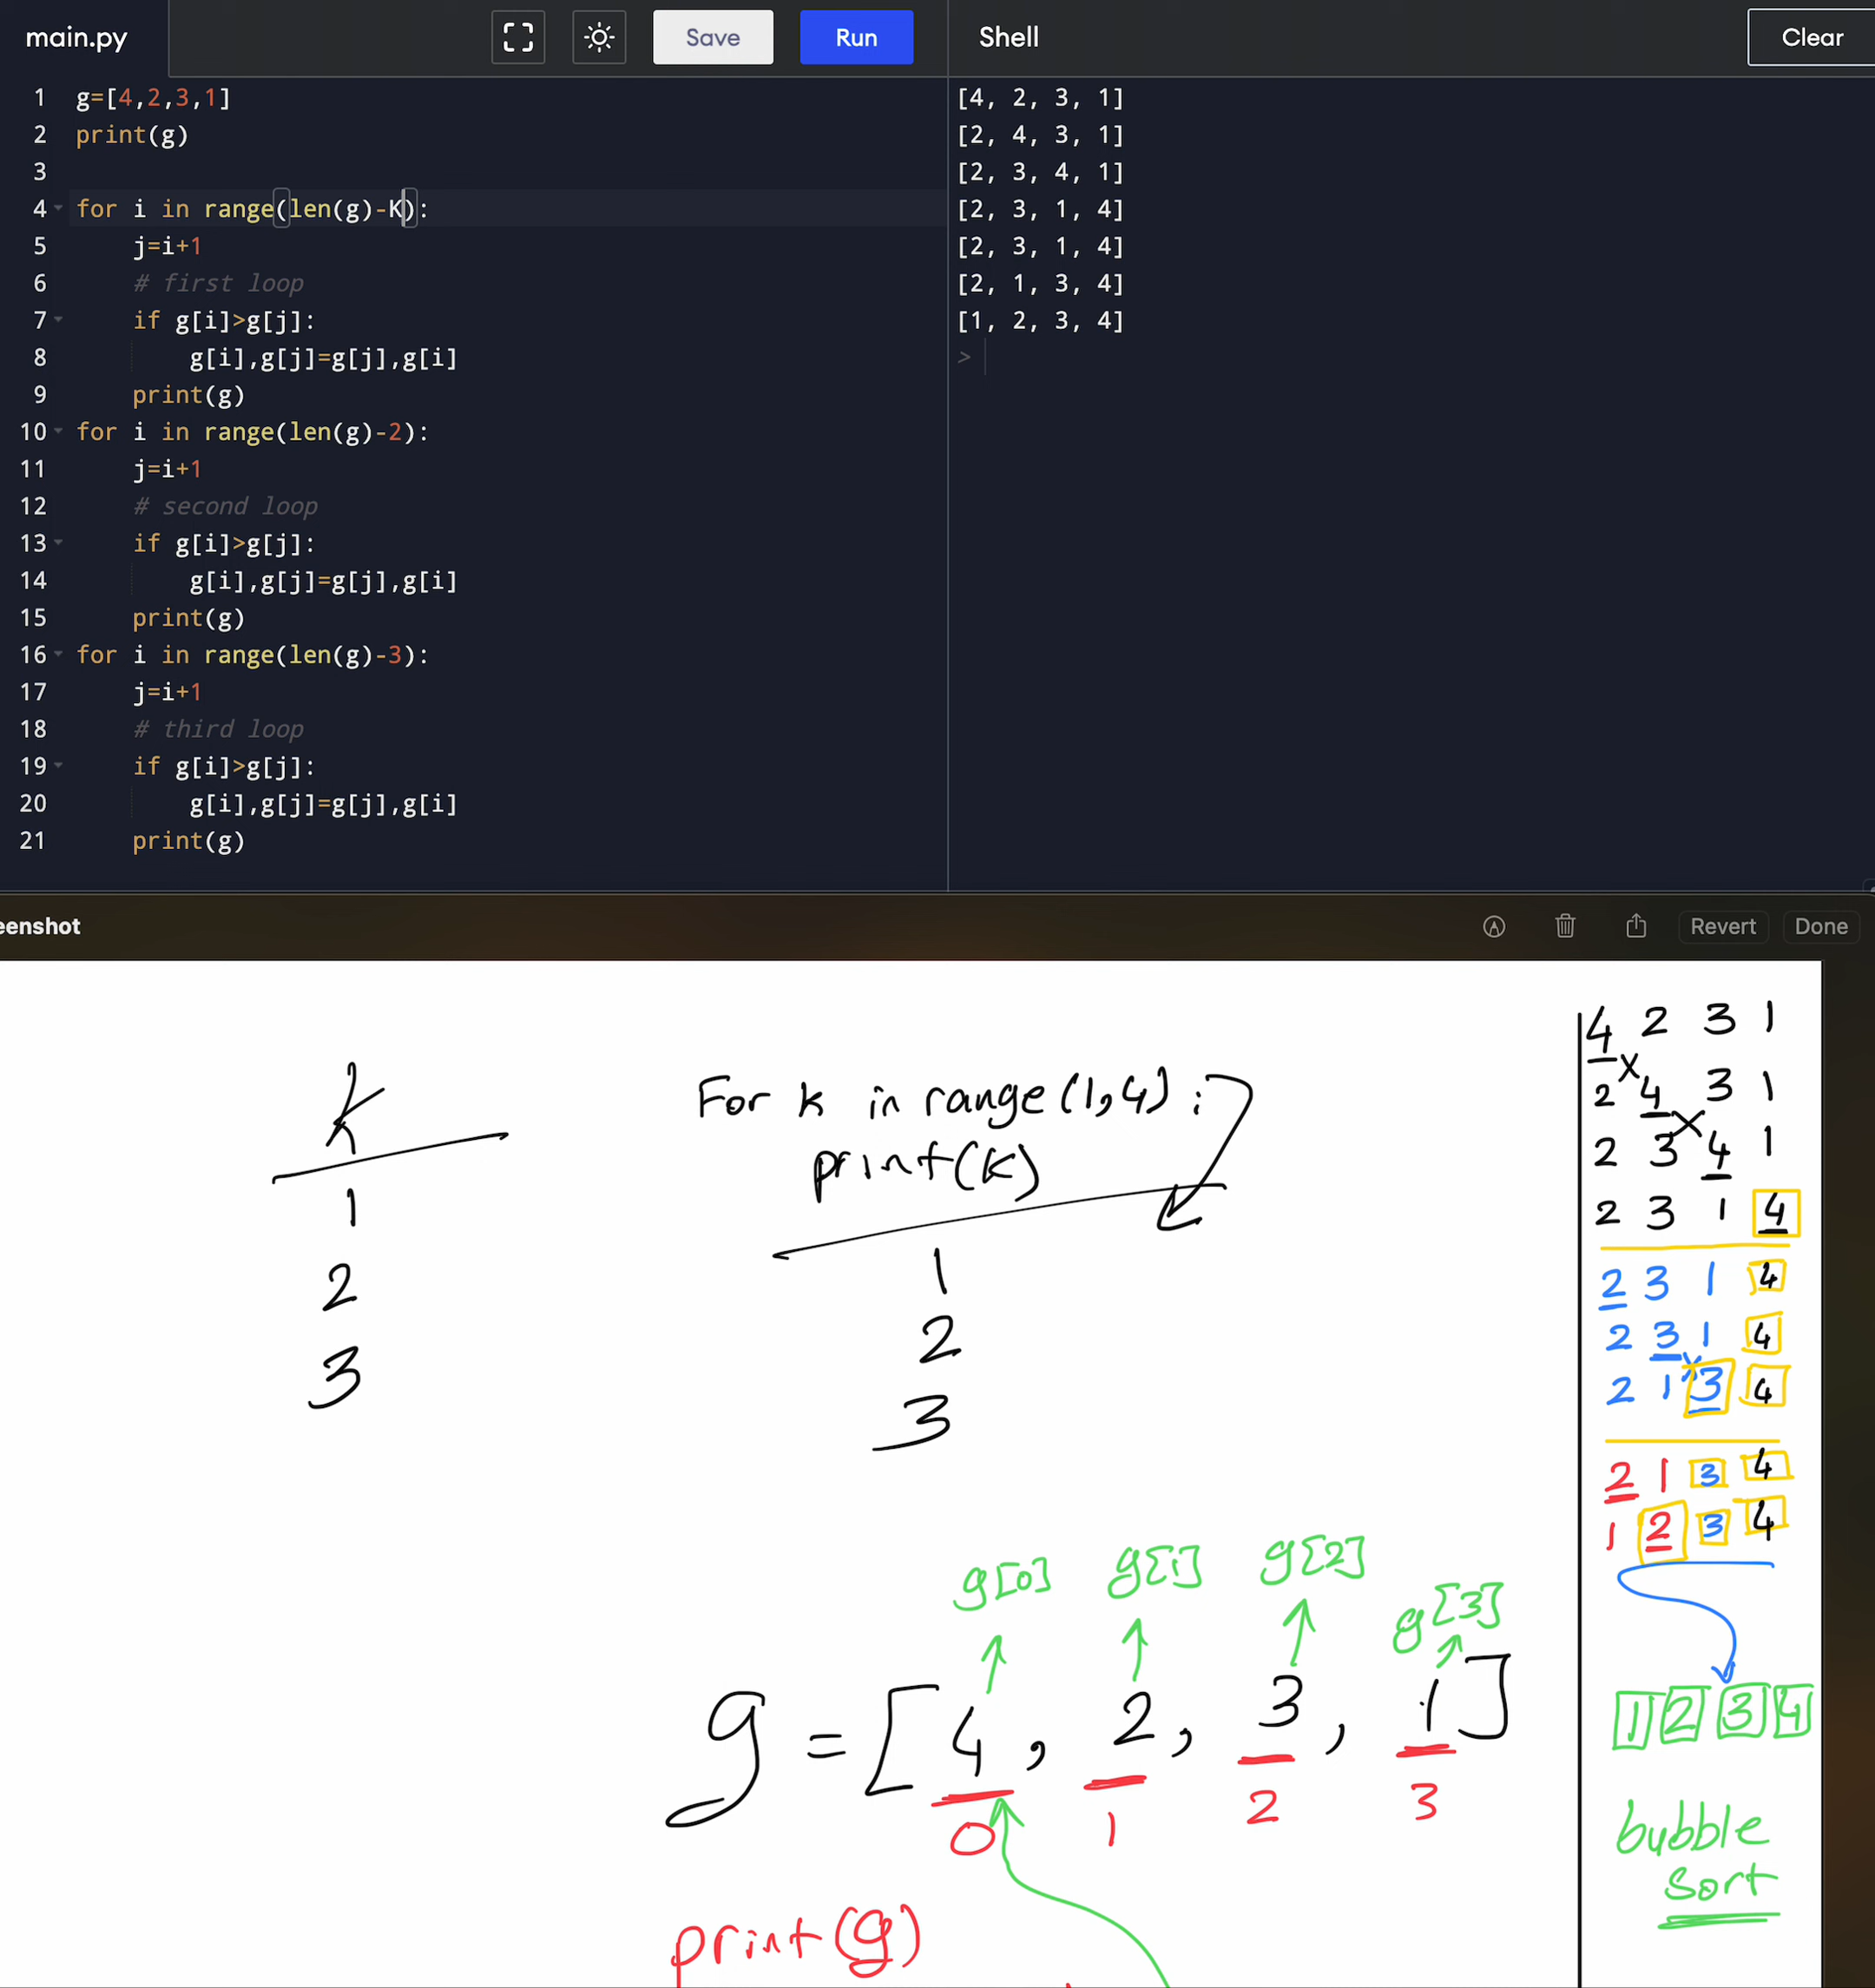 main.py
Save
Run
Shell
Clear
1 g=[4,2,3,1]
2 print(g)
3
4 for i in range(len(g)-K):
5 j=i+1
6 # first loop
7 if g[i]>g[j]:
8 g[i],g[j]=g[j],g[i]
9 print(g)
10 for i in range(len(g)-2):
11 j=i+1
12 # second loop
13 if g[i]>g[j]:
14 g[i],g[j]=g[j],g[i]
15 print(g)
16 for i in range(len(g)-3):
17 j=i+1
18 # third loop
19 if g[i]>g[j]:
20 g[i],g[j]=g[j],g[i]
21 print(g)
[4, 2, 3, 1]
[2, 4, 3, 1]
[2, 3, 4, 1]
[2, 3, 1, 4]
[2, 3, 1, 4]
[2, 1, 3, 4]
[1, 2, 3, 4]
>
eenshot
Revert
Done
k
1
2
3
For k in range(1,4):
print(k)
1
2
3
g[0] g[1] g[2] g[3]
g = [4, 2, 3, 1]
0 1 2 3
print(g)
4 2 3 1
2 4 3 1
2 3 4 1
2 3 1 4
2 3 1 4
2 3 1 4
2 1 3 4
2 1 3 4
1 2 3 4
1 2 3 4
bubble
sort